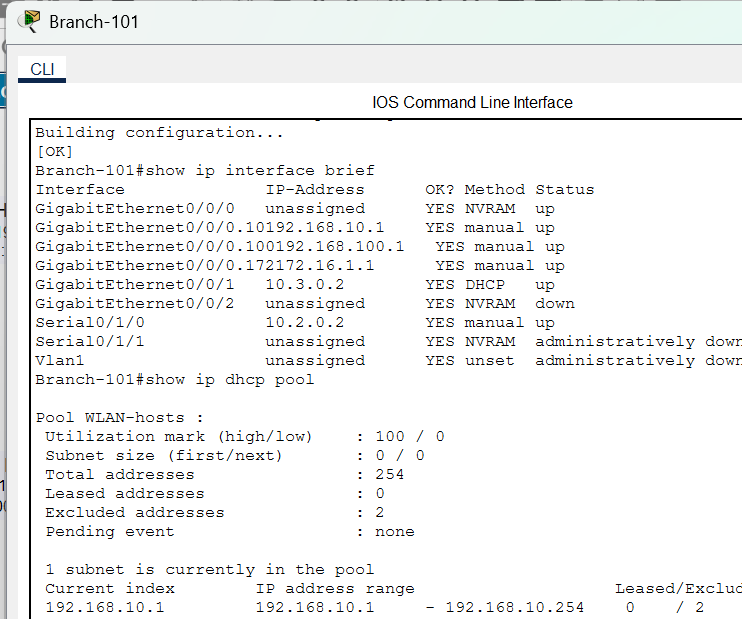 Branch-101
CLI
IOS Command Line Interface
Building configuration...
[OK]
Branch-101#show ip interface brief
Interface IP-Address OK? Method Status
GigabitEthernet0/0/0 unassigned YES NVRAM up
GigabitEthernet0/0/0.10192.168.10.1 YES manual up
GigabitEthernet0/0/0.100192.168.100.1 YES manual up
GigabitEthernet0/0/0.172172.16.1.1 YES manual up
GigabitEthernet0/0/1 10.3.0.2 YES DHCP up
GigabitEthernet0/0/2 unassigned YES NVRAM down
Serial0/1/0 10.2.0.2 YES manual up
Serial0/1/1 unassigned YES NVRAM administratively down
Vlan1 unassigned YES unset administratively down
Branch-101#show ip dhcp pool
Pool WLAN-hosts :
Utilization mark (high/low) : 100 / 0
Subnet size (first/next) : 0 / 0
Total addresses : 254
Leased addresses : 0
Excluded addresses : 2
Pending event : none
1 subnet is currently in the pool
Current index IP address range Leased/Exclud
192.168.10.1 192.168.10.1 - 192.168.10.254 0 / 2